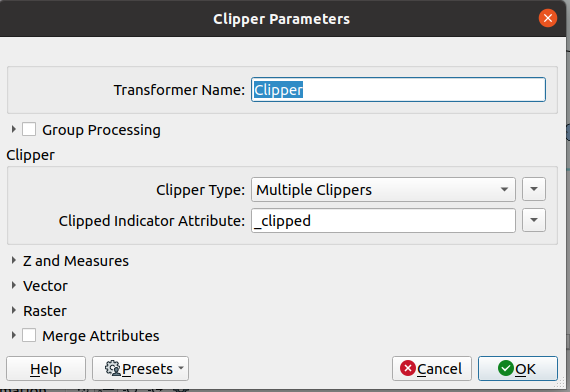 Clipper Parameters
Transformer Name: Clipper
Group Processing
Clipper
Clipper Type: Multiple Clippers
Clipped Indicator Attribute: _clipped
Z and Measures
Vector
Raster
Merge Attributes
Help Presets Cancel OK